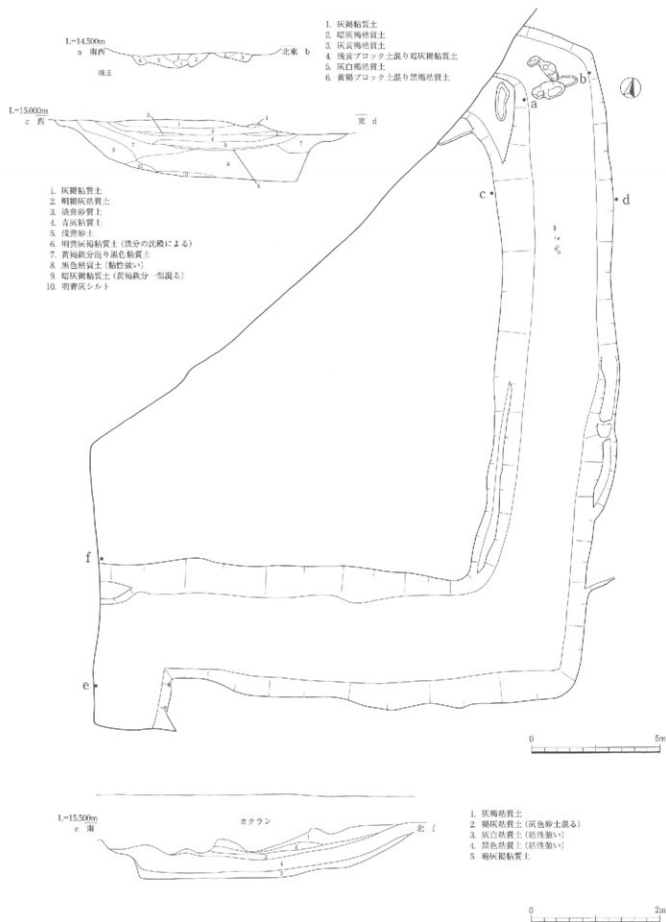 L=14.500m
a 南西
北東 b
地土
1. 灰褐粘質土
2. 暗灰褐粘質土
3. 灰黄褐粘質土
4. 浅黄ブロック土混り暗灰褐粘質土
5. 灰白褐粘質土
6. 黄褐ブロック土混り黒褐粘質土
L=15.000m
c 西
東 d
1. 灰褐粘質土
2. 明褐灰粘質土
3. 淡黄砂質土
4. 青灰粘質土
5. 浅黄砂土
6. 明黄灰褐粘質土 (鉄分の沈殿による)
7. 黄褐鉄分混り黒色粘質土
8. 黒色粘質土 (粘性強い)
9. 暗灰褐粘質土 (黄褐鉄分一部混る)
10. 明青灰シルト
a
b
c
d
f
e
0 5m
L=15.500m
e 南
カクラン
北 f
1. 灰褐粘質土
2. 褐灰粘質土 (灰色砂土混る)
3. 灰白粘質土 (粘性強い)
4. 黒色粘質土 (粘性強い)
5. 暗灰褐粘質土
0 2m